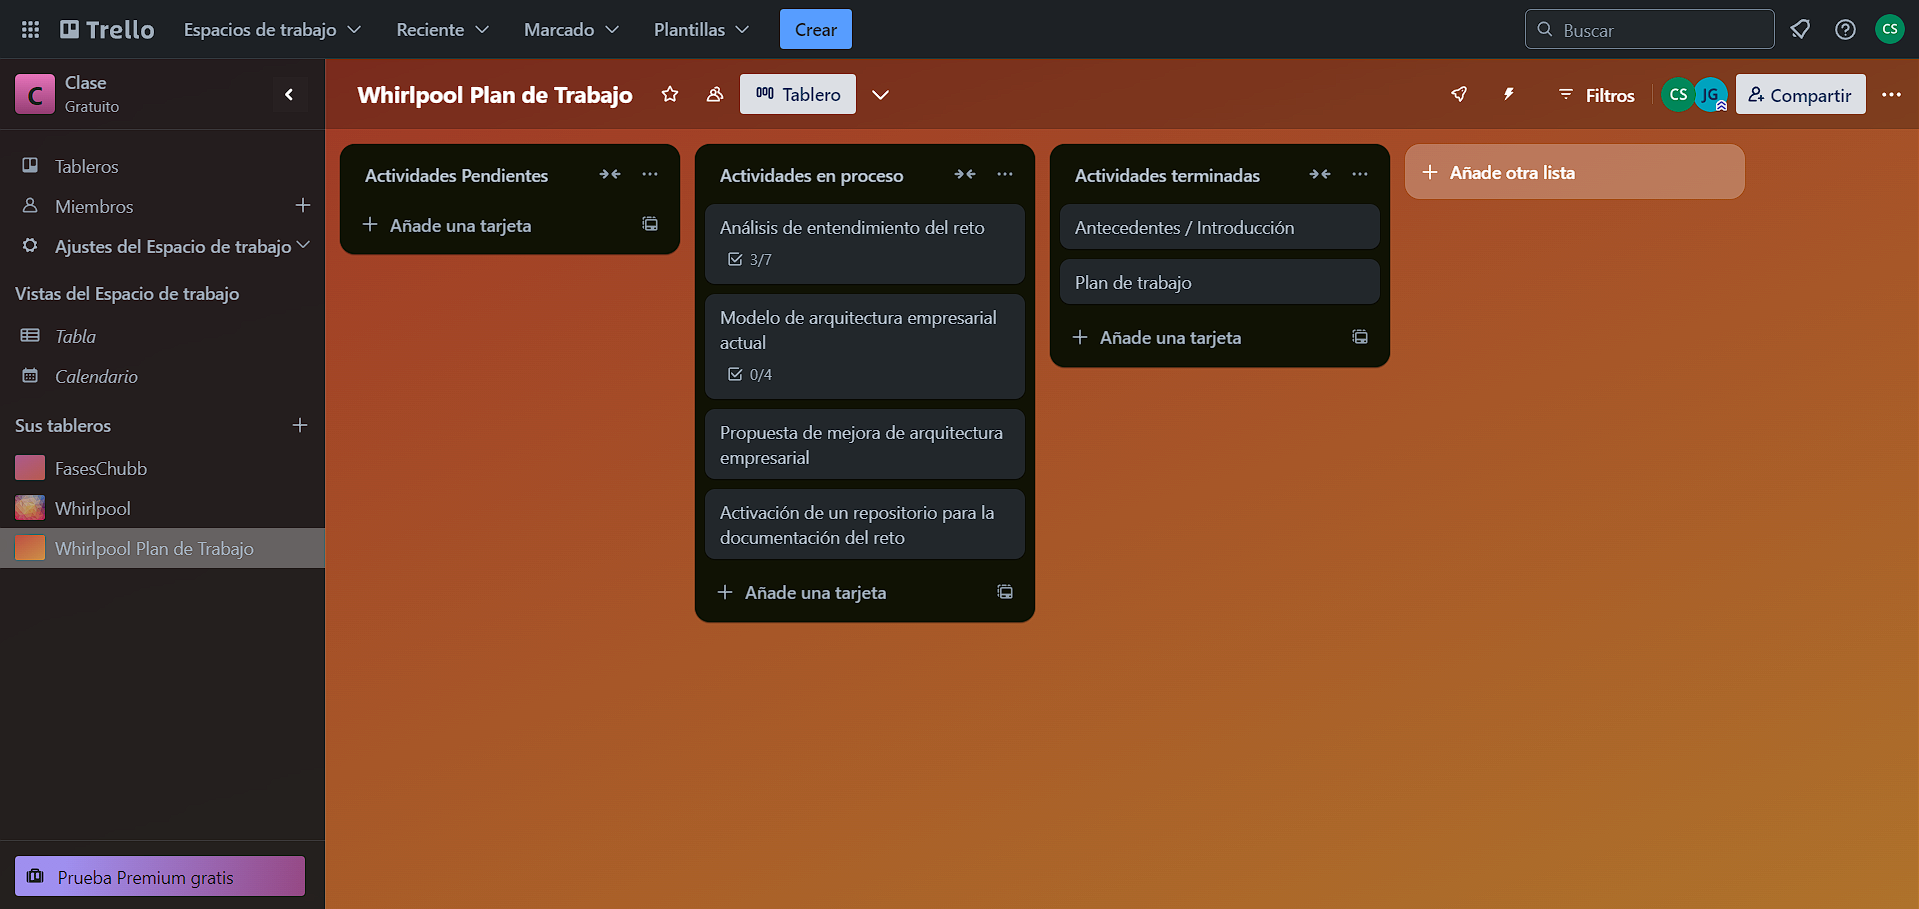 Trello
Espacios de trabajo
Reciente
Marcado
Plantillas
Crear
Buscar
CS
C
Clase
Gratuito
Whirlpool Plan de Trabajo
Tablero
Filtros
CS
JG
Compartir
Tableros
Miembros
Ajustes del Espacio de trabajo
Vistas del Espacio de trabajo
Tabla
Calendario
Sus tableros
FasesChubb
Whirlpool
Whirlpool Plan de Trabajo
Prueba Premium gratis
Actividades Pendientes
Añade una tarjeta
Actividades en proceso
Análisis de entendimiento del reto
3/7
Modelo de arquitectura empresarial
actual
0/4
Propuesta de mejora de arquitectura
empresarial
Activación de un repositorio para la
documentación del reto
Añade una tarjeta
Actividades terminadas
Antecedentes / Introducción
Plan de trabajo
Añade una tarjeta
Añade otra lista